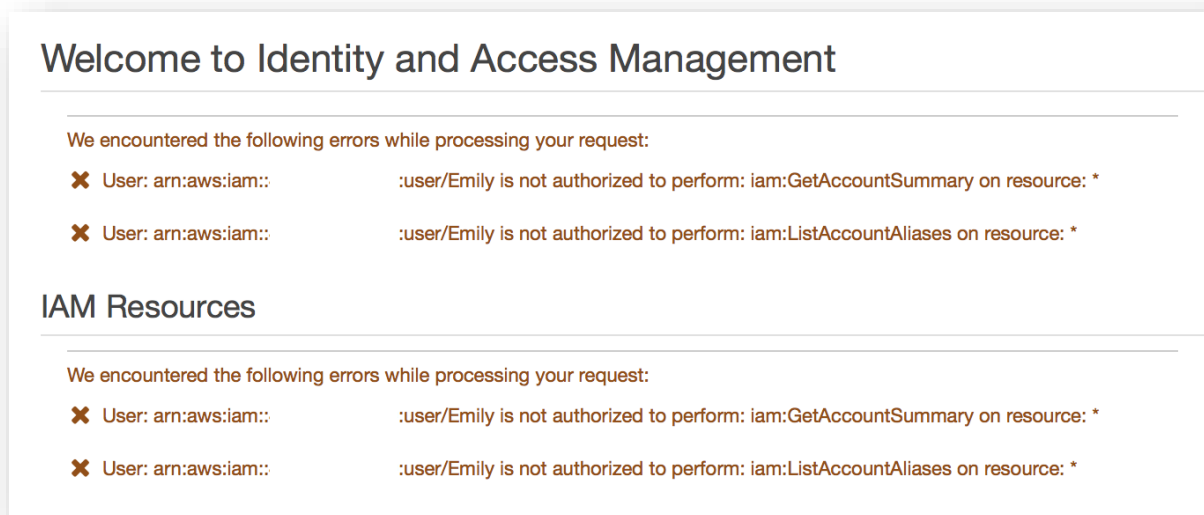 Welcome to Identity and Access Management
We encountered the following errors while processing your request:
✖ User: arn:aws:iam:: :user/Emily is not authorized to perform: iam:GetAccountSummary on resource: *
✖ User: arn:aws:iam:: :user/Emily is not authorized to perform: iam:ListAccountAliases on resource: *
IAM Resources
We encountered the following errors while processing your request:
✖ User: arn:aws:iam:: :user/Emily is not authorized to perform: iam:GetAccountSummary on resource: *
✖ User: arn:aws:iam:: :user/Emily is not authorized to perform: iam:ListAccountAliases on resource: *